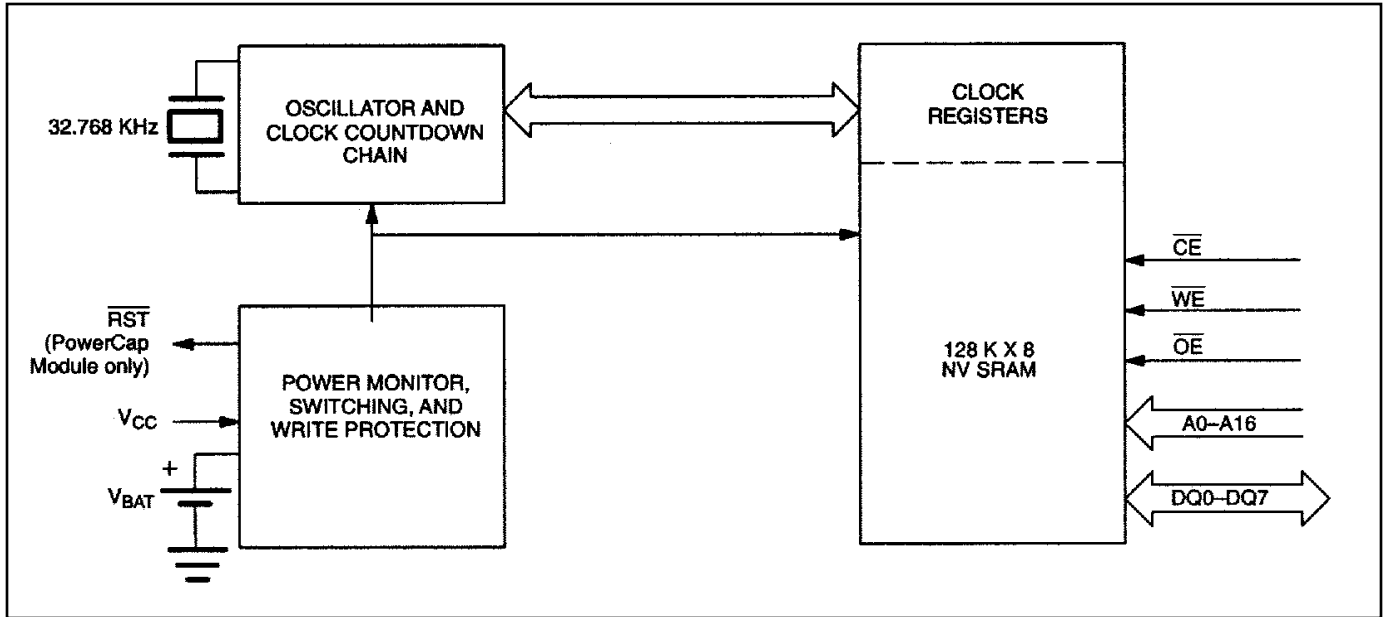 32.768 KHz
OSCILLATOR AND
CLOCK COUNTDOWN
CHAIN
CLOCK
REGISTERS
RST
(PowerCap
Module only)
VCC
+
VBAT
POWER MONITOR,
SWITCHING, AND
WRITE PROTECTION
128 K X 8
NV SRAM
CE
WE
OE
A0–A16
DQ0–DQ7